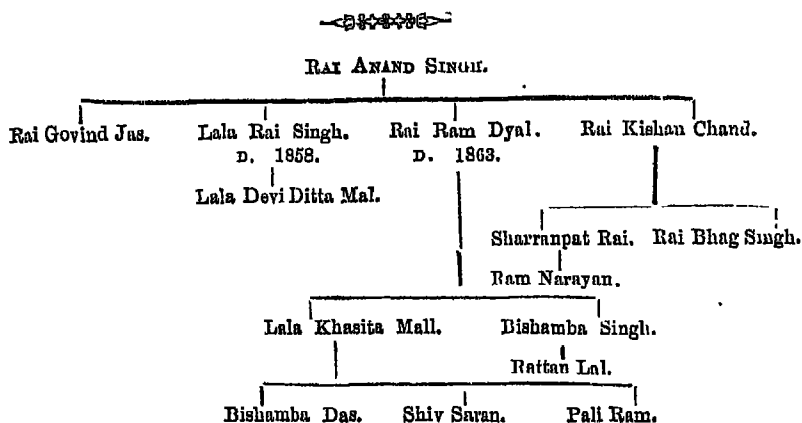 RAI ANAND SINGH.
Rai Govind Jas. Lala Rai Singh. Rai Ram Dyal. Rai Kishan Chand.
D. 1858. D. 1863.
Lala Devi Ditta Mal.
Sharranpat Rai. Rai Bhag Singh.
Ram Narayan.
Lala Khasita Mall. Bishamba Singh.
Rattan Lal.
Bishamba Das. Shiv Saran. Pali Ram.